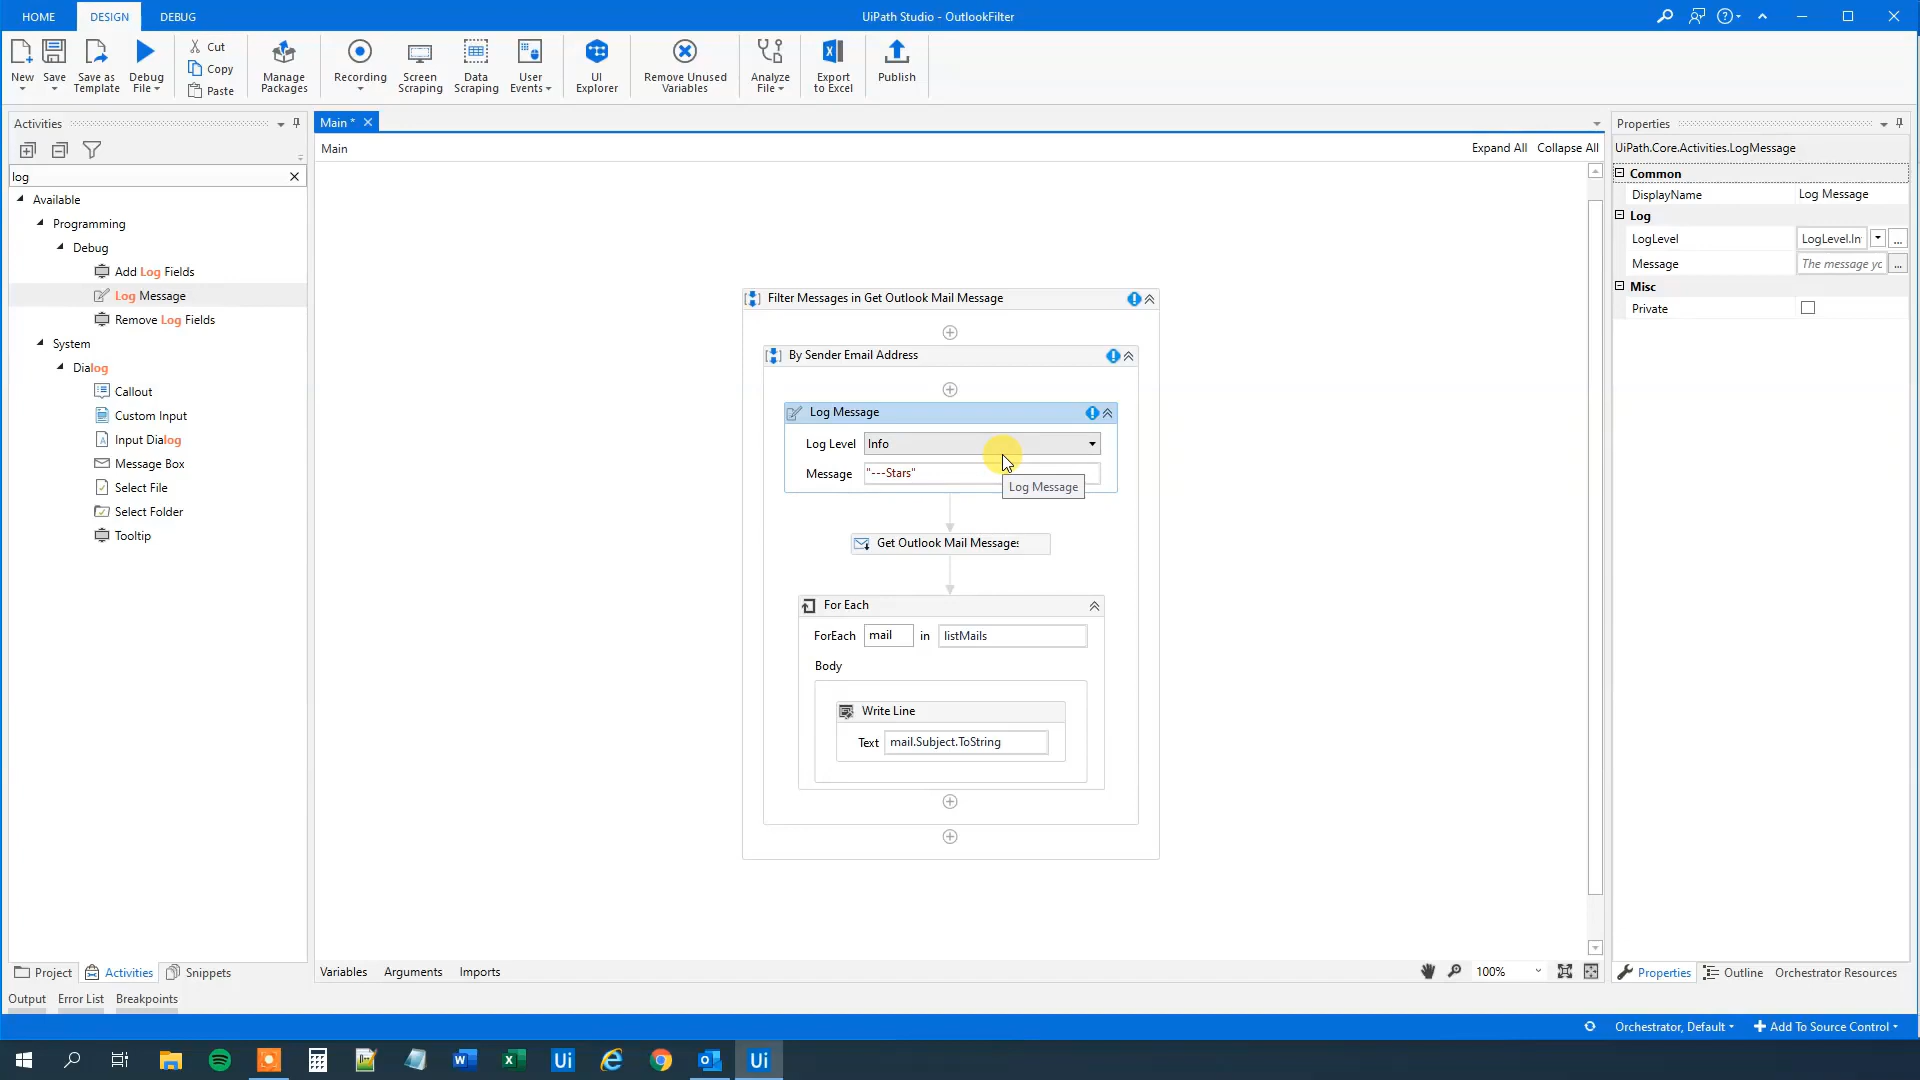 HOME DESIGN DEBUG UiPath Studio - OutlookFilter
New Save Save as Template Debug File Cut Copy Paste Manage Packages Recording Screen Scraping Data Scraping User Events UI Explorer Remove Unused Variables Analyze File Export to Excel Publish
Activities
log
Available
Programming
Debug
Add Log Fields
Log Message
Remove Log Fields
System
Dialog
Callout
Custom Input
Input Dialog
Message Box
Select File
Select Folder
Tooltip
Project Activities Snippets
Main *
Main Expand All Collapse All
Filter Messages in Get Outlook Mail Message
By Sender Email Address
Log Message
Log Level Info
Message "---Stars"
Log Message
Get Outlook Mail Messages
For Each
ForEach mail in listMails
Body
Write Line
Text mail.Subject.ToString
Variables Arguments Imports 100%
Properties
UiPath.Core.Activities.LogMessage
Common
DisplayName Log Message
Log
LogLevel LogLevel.In ...
Message The message yc ...
Misc
Private
Properties Outline Orchestrator Resources
Output Error List Breakpoints
Orchestrator, Default Add To Source Control
W X Ui O Ui